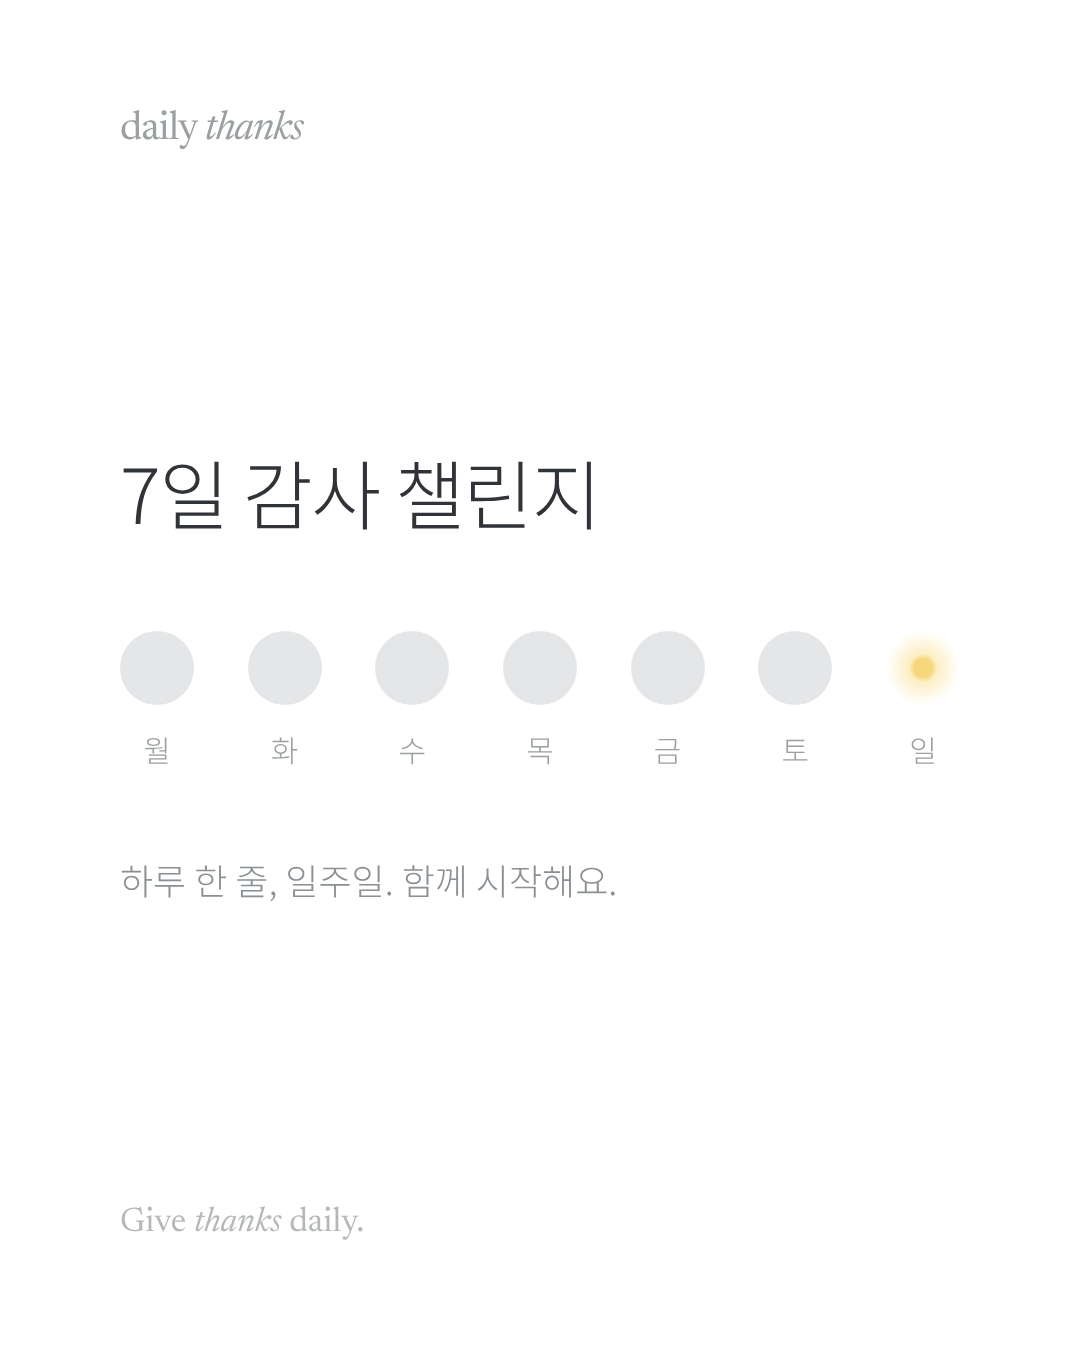 daily thanks
7일 감사 챌린지
월 화 수 목 금 토 일
하루 한 줄, 일주일. 함께 시작해요.
Give thanks daily.